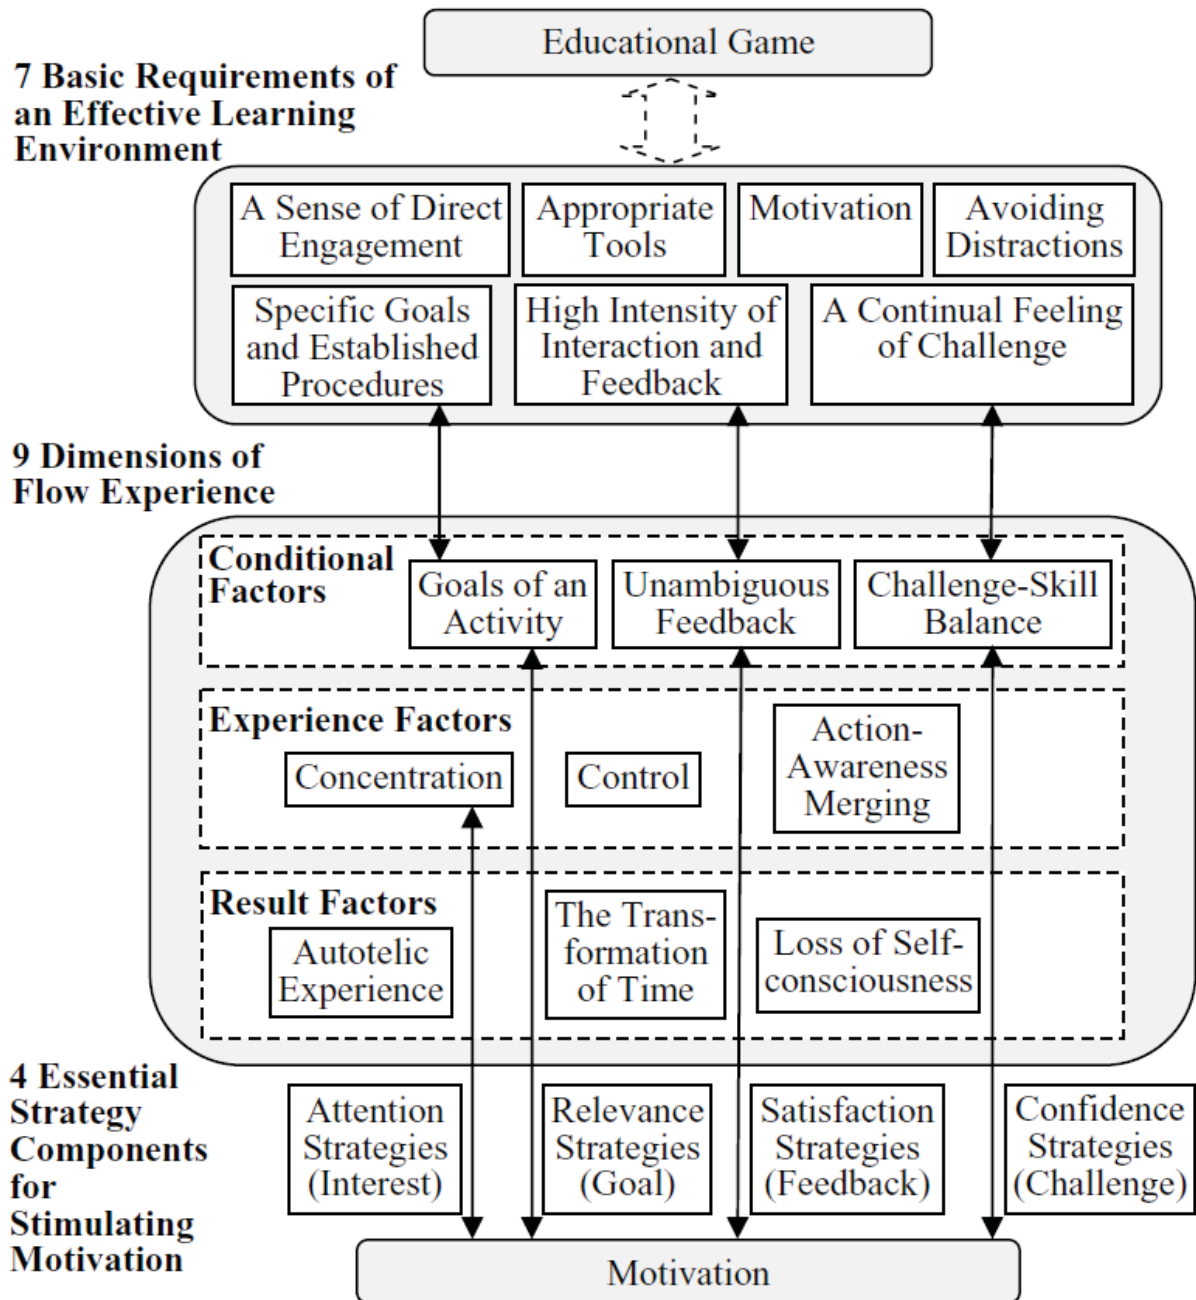 Educational Game
7 Basic Requirements of
an Effective Learning
Environment
A Sense of Direct
Engagement
Appropriate
Tools
Motivation
Avoiding
Distractions
Specific Goals
and Established
Procedures
High Intensity of
Interaction and
Feedback
A Continual Feeling
of Challenge
9 Dimensions of
Flow Experience
Conditional
Factors
Goals of an
Activity
Unambiguous
Feedback
Challenge-Skill
Balance
Experience Factors
Concentration
Control
Action-
Awareness
Merging
Result Factors
Autotelic
Experience
The Trans-
formation
of Time
Loss of Self-
consciousness
4 Essential
Strategy
Components
for
Stimulating
Motivation
Attention
Strategies
(Interest)
Relevance
Strategies
(Goal)
Satisfaction
Strategies
(Feedback)
Confidence
Strategies
(Challenge)
Motivation